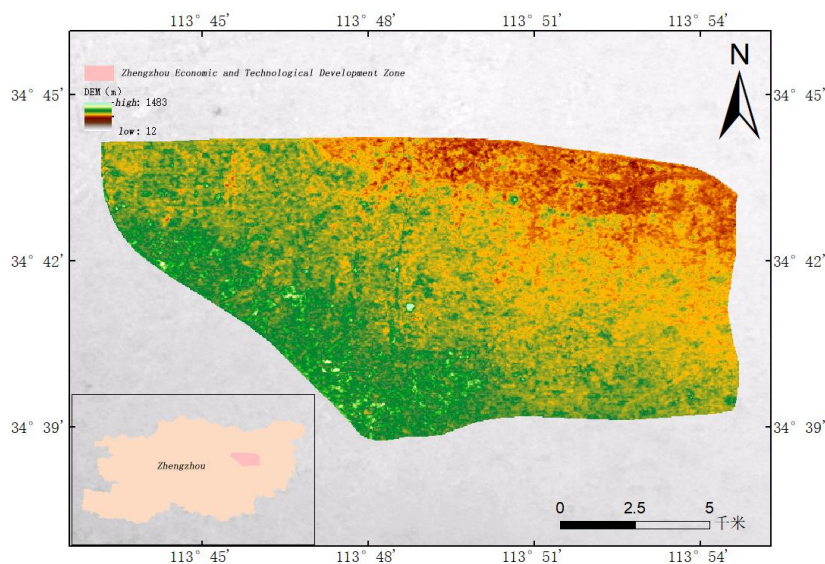 113° 45′ 113° 48′ 113° 51′ 113° 54′
N
Zhengzhou Economic and Technological Development Zone
34° 45′ 34° 45′
DEM（m）
high: 1483
low: 12
34° 42′ 34° 42′
34° 39′ 34° 39′
Zhengzhou
0 2.5 5
千米
113° 45′ 113° 48′ 113° 51′ 113° 54′